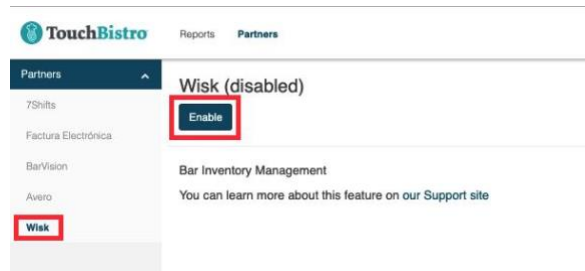 TouchBistro
Reports Partners
Partners
7Shifts
Factura Electrónica
BarVision
Avero
Wisk
Wisk (disabled)
Enable
Bar Inventory Management
You can learn more about this feature on our Support site